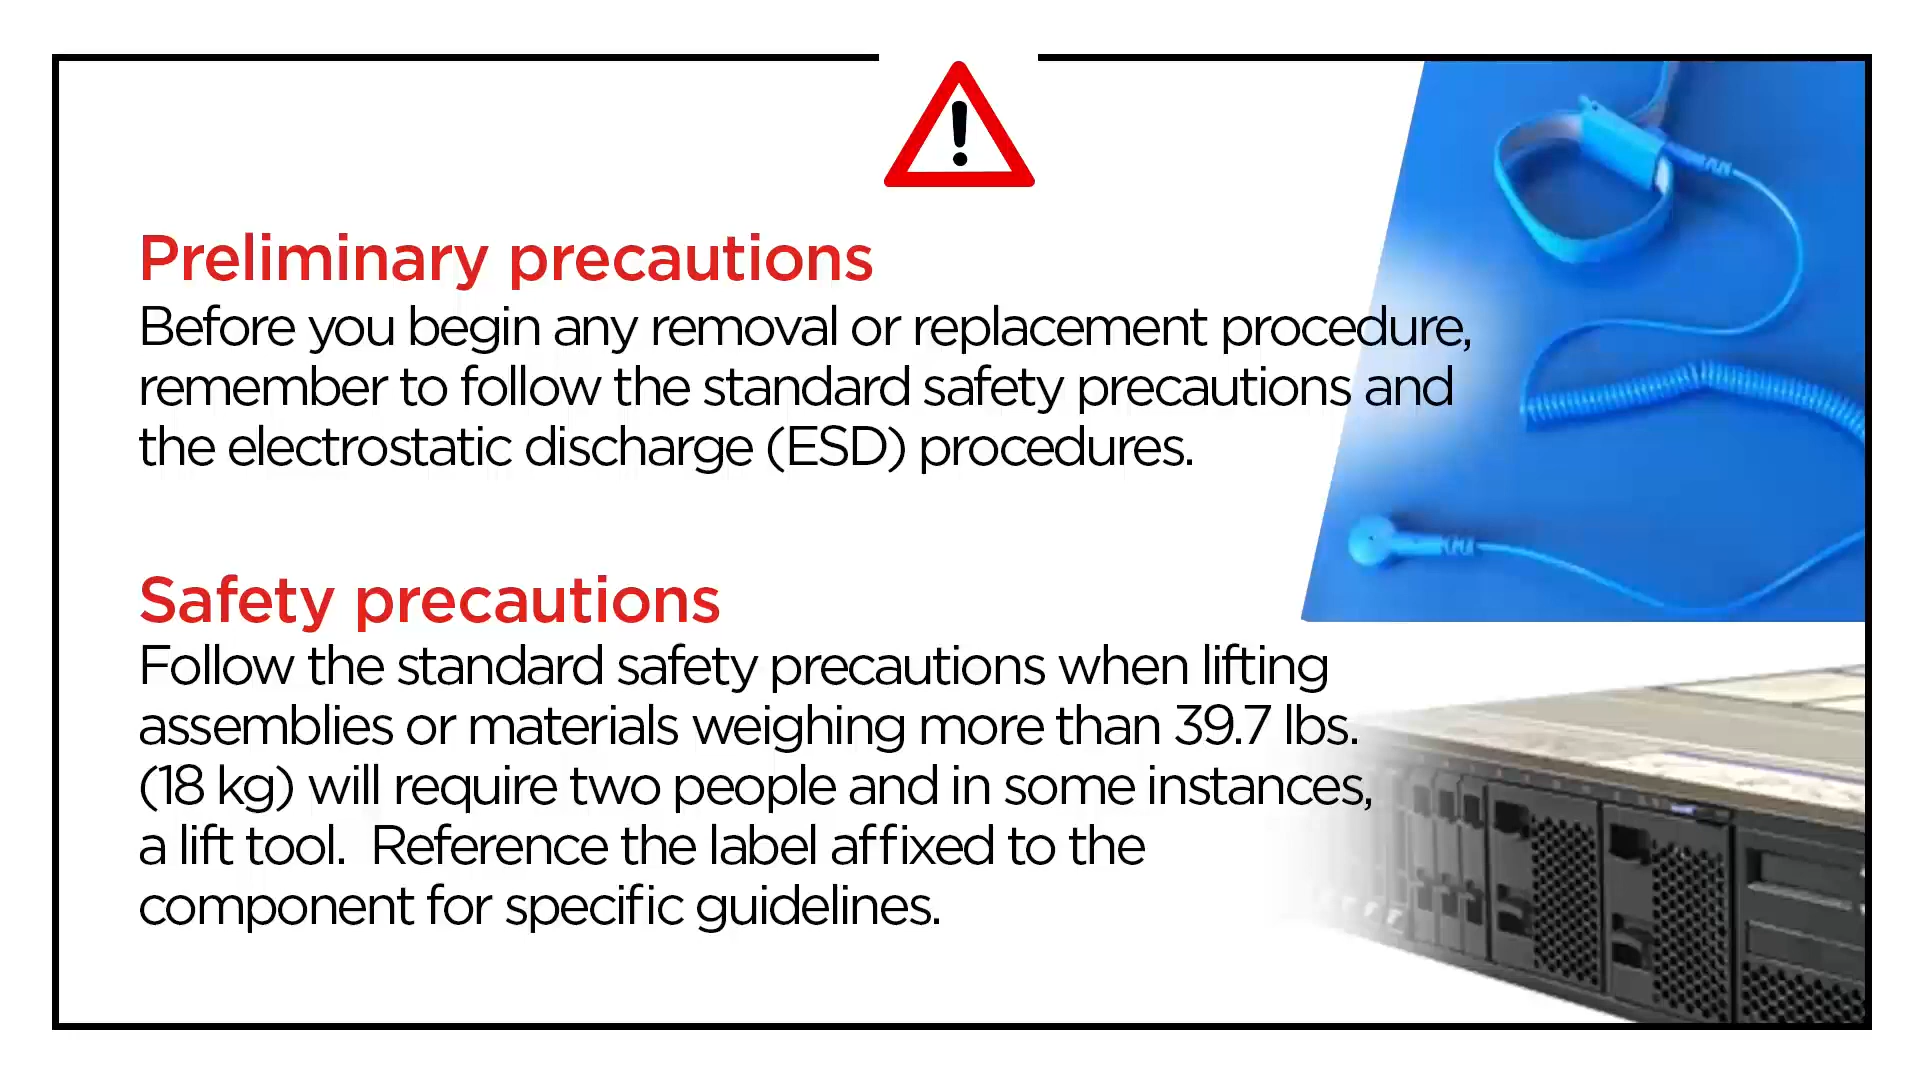 Preliminary precautions
Before you begin any removal or replacement procedure,
remember to follow the standard safety precautions and
the electrostatic discharge (ESD) procedures.
Safety precautions
Follow the standard safety precautions when lifting
assemblies or materials weighing more than 39.7 lbs.
(18 kg) will require two people and in some instances,
a lift tool.  Reference the label affixed to the
component for specific guidelines.